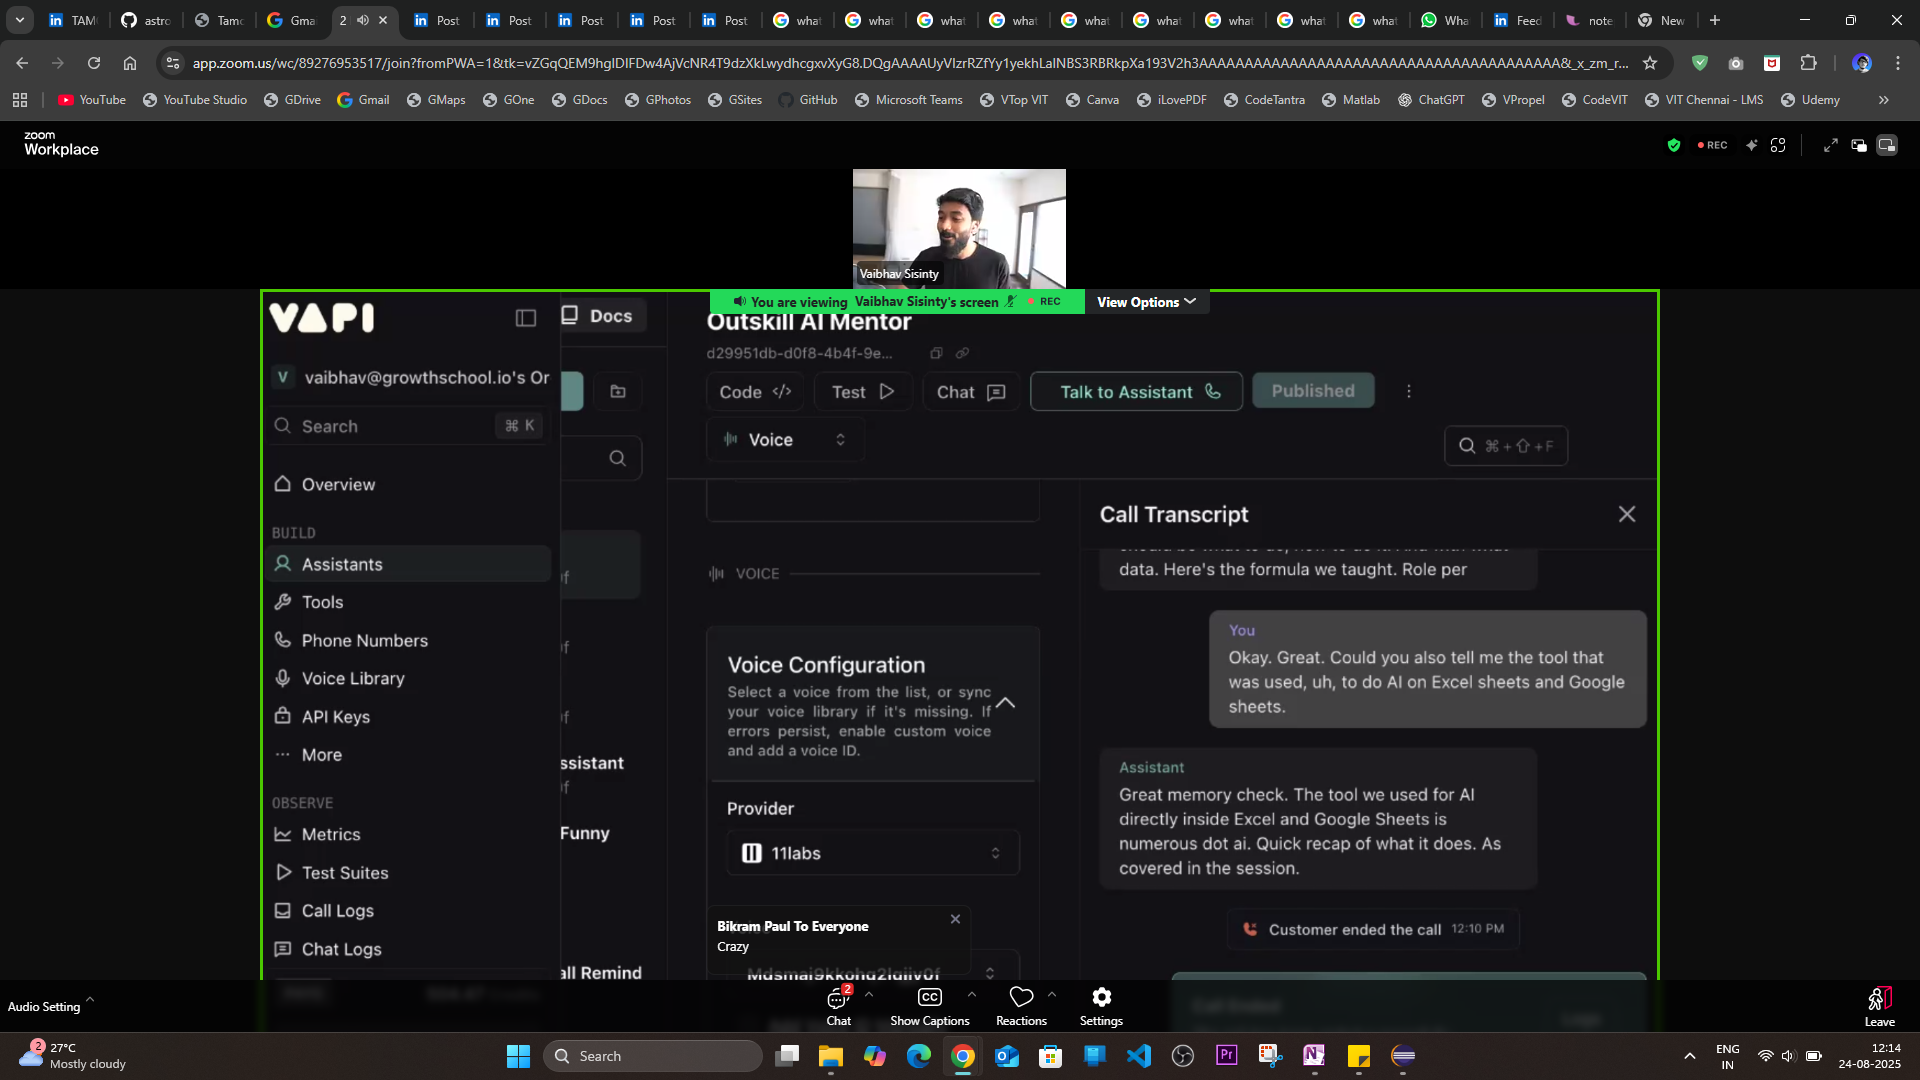 TAM
astro
Tamo
Gma
2
Post
Post
Post
Post
Post
what
what
what
what
what
what
what
what
what
Wha
Feed
note
New
app.zoom.us/wc/89276953517/join?fromPWA=1&tk=
YouTube
YouTube Studio
GDrive
Gmail
GMaps
GOne
GDocs
GPhotos
GSites
GitHub
Microsoft Teams
VTop VIT
Canva
iLovePDF
CodeTantra
Matlab
ChatGPT
VPropel
CodeVIT
VIT Chennai - LMS
Udemy
zoom
Workplace
REC
Vaibhav Sisinty
You are viewing Vaibhav Sisinty's screen
REC
View Options
VAPI
Docs
Outskill AI Mentor
d29951db-d0f8-4b4f-9e...
V
vaibhav@growthschool.io's Or
Code </>
Test
Chat
Talk to Assistant
Published
Search
⌘ K
Voice
⌘+⇧+F
Overview
BUILD
Assistants
Tools
Phone Numbers
Voice Library
API Keys
More
OBSERVE
Metrics
Test Suites
Call Logs
Chat Logs
ssistant
Funny
all Remind
VOICE
Voice Configuration
Select a voice from the list, or sync
your voice library if it's missing. If
errors persist, enable custom voice
and add a voice ID.
Provider
11labs
Bikram Paul To Everyone
Crazy
Call Transcript
data. Here's the formula we taught. Role per
You
Okay. Great. Could you also tell me the tool that
was used, uh, to do AI on Excel sheets and Google
sheets.
Assistant
Great memory check. The tool we used for AI
directly inside Excel and Google Sheets is
numerous dot ai. Quick recap of what it does. As
covered in the session.
Customer ended the call 12:10 PM
Call Ended
Audio Setting
2
Chat
CC
Show Captions
Reactions
Settings
Leave
2
27°C
Mostly cloudy
Search
Pr
ENG
IN
12:14
24-08-2025